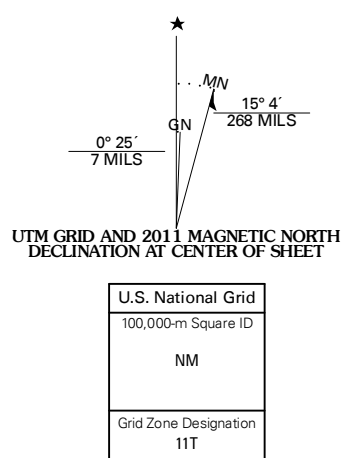 MN
15° 4´
268 MILS
GN
0° 25´
7 MILS
UTM GRID AND 2011 MAGNETIC NORTH
DECLINATION AT CENTER OF SHEET
U.S. National Grid
100,000-m Square ID
NM
Grid Zone Designation
11T